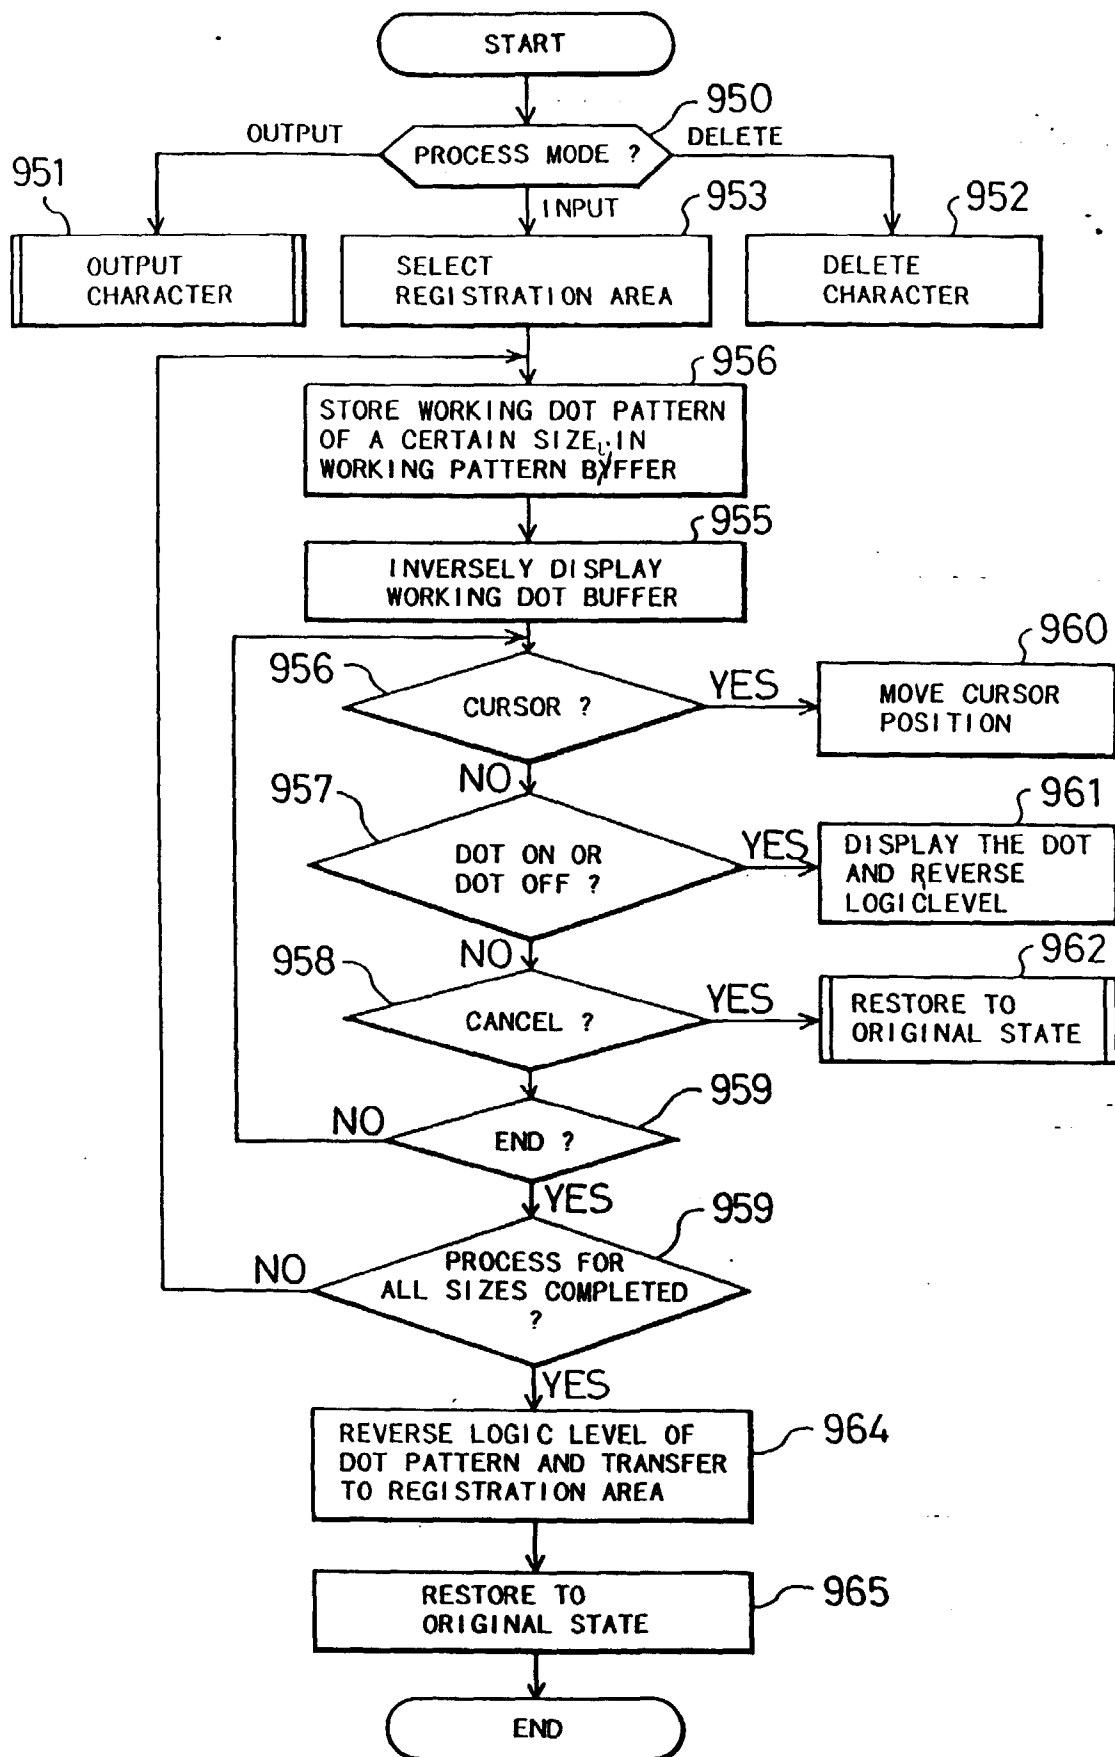 START
950
OUTPUT
PROCESS MODE ?
DELETE
951
INPUT
953
952
OUTPUT
CHARACTER
SELECT
REGISTRATION AREA
DELETE
CHARACTER
956
STORE WORKING DOT PATTERN
OF A CERTAIN SIZE IN
WORKING PATTERN BUFFER
955
INVERSELY DISPLAY
WORKING DOT BUFFER
956
CURSOR ?
YES
960
MOVE CURSOR
POSITION
NO
957
DOT ON OR
DOT OFF ?
YES
961
DISPLAY THE DOT
AND REVERSE
LOGIC LEVEL
NO
958
CANCEL ?
YES
962
RESTORE TO
ORIGINAL STATE
959
NO
END ?
YES
959
NO
PROCESS FOR
ALL SIZES COMPLETED
?
YES
964
REVERSE LOGIC LEVEL OF
DOT PATTERN AND TRANSFER
TO REGISTRATION AREA
965
RESTORE TO
ORIGINAL STATE
END